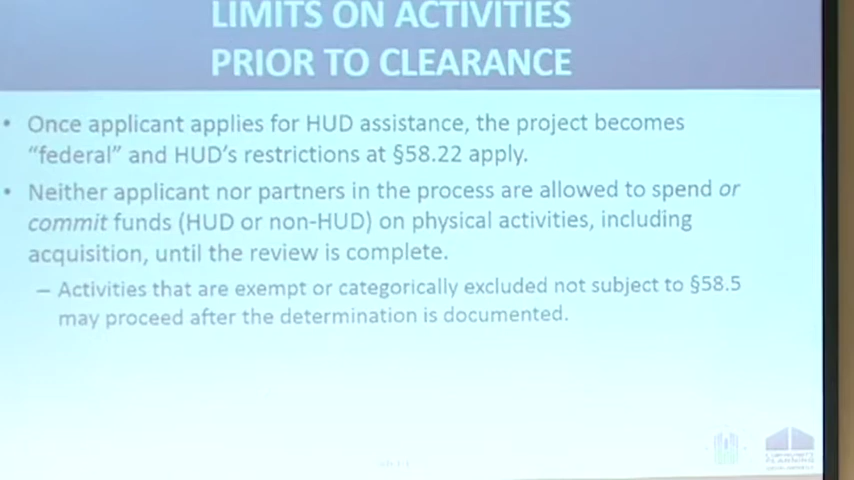 LIMITS ON ACTIVITIES
PRIOR TO CLEARANCE
• Once applicant applies for HUD assistance, the project becomes
"federal" and HUD's restrictions at §58.22 apply.
• Neither applicant nor partners in the process are allowed to spend or
commit funds (HUD or non-HUD) on physical activities, including
acquisition, until the review is complete.
– Activities that are exempt or categorically excluded not subject to §58.5
may proceed after the determination is documented.